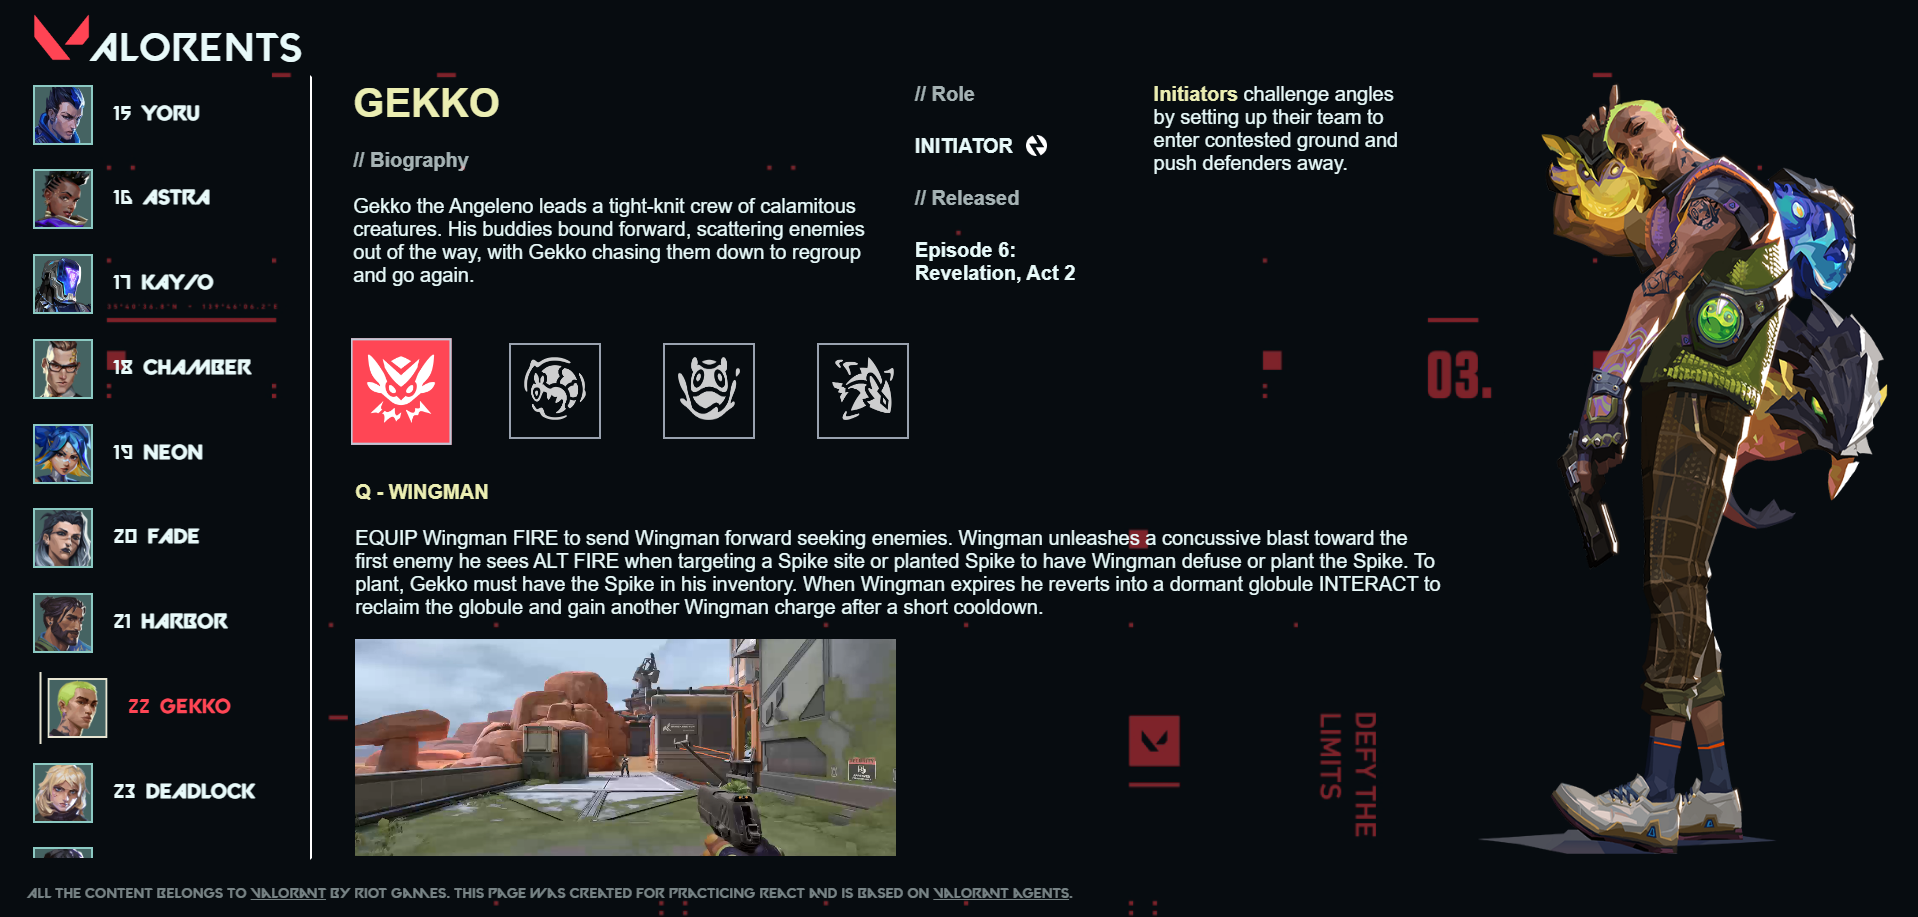 VALORENTS
15 YORU
16 ASTRA
17 KAY/O
18 CHAMBER
19 NEON
20 FADE
21 HARBOR
22 GEKKO
23 DEADLOCK
GEKKO
// Biography
Gekko the Angeleno leads a tight-knit crew of calamitous
creatures. His buddies bound forward, scattering enemies
out of the way, with Gekko chasing them down to regroup
and go again.
// Role
INITIATOR
// Released
Episode 6:
Revelation, Act 2
Initiators challenge angles
by setting up their team to
enter contested ground and
push defenders away.
03.
Q - WINGMAN
EQUIP Wingman FIRE to send Wingman forward seeking enemies. Wingman unleashes a concussive blast toward the
first enemy he sees ALT FIRE when targeting a Spike site or planted Spike to have Wingman defuse or plant the Spike. To
plant, Gekko must have the Spike in his inventory. When Wingman expires he reverts into a dormant globule INTERACT to
reclaim the globule and gain another Wingman charge after a short cooldown.
DEFY THE
LIMITS
ALL THE CONTENT BELONGS TO VALORANT BY RIOT GAMES. THIS PAGE WAS CREATED FOR PRACTICING REACT AND IS BASED ON VALORANT AGENTS.